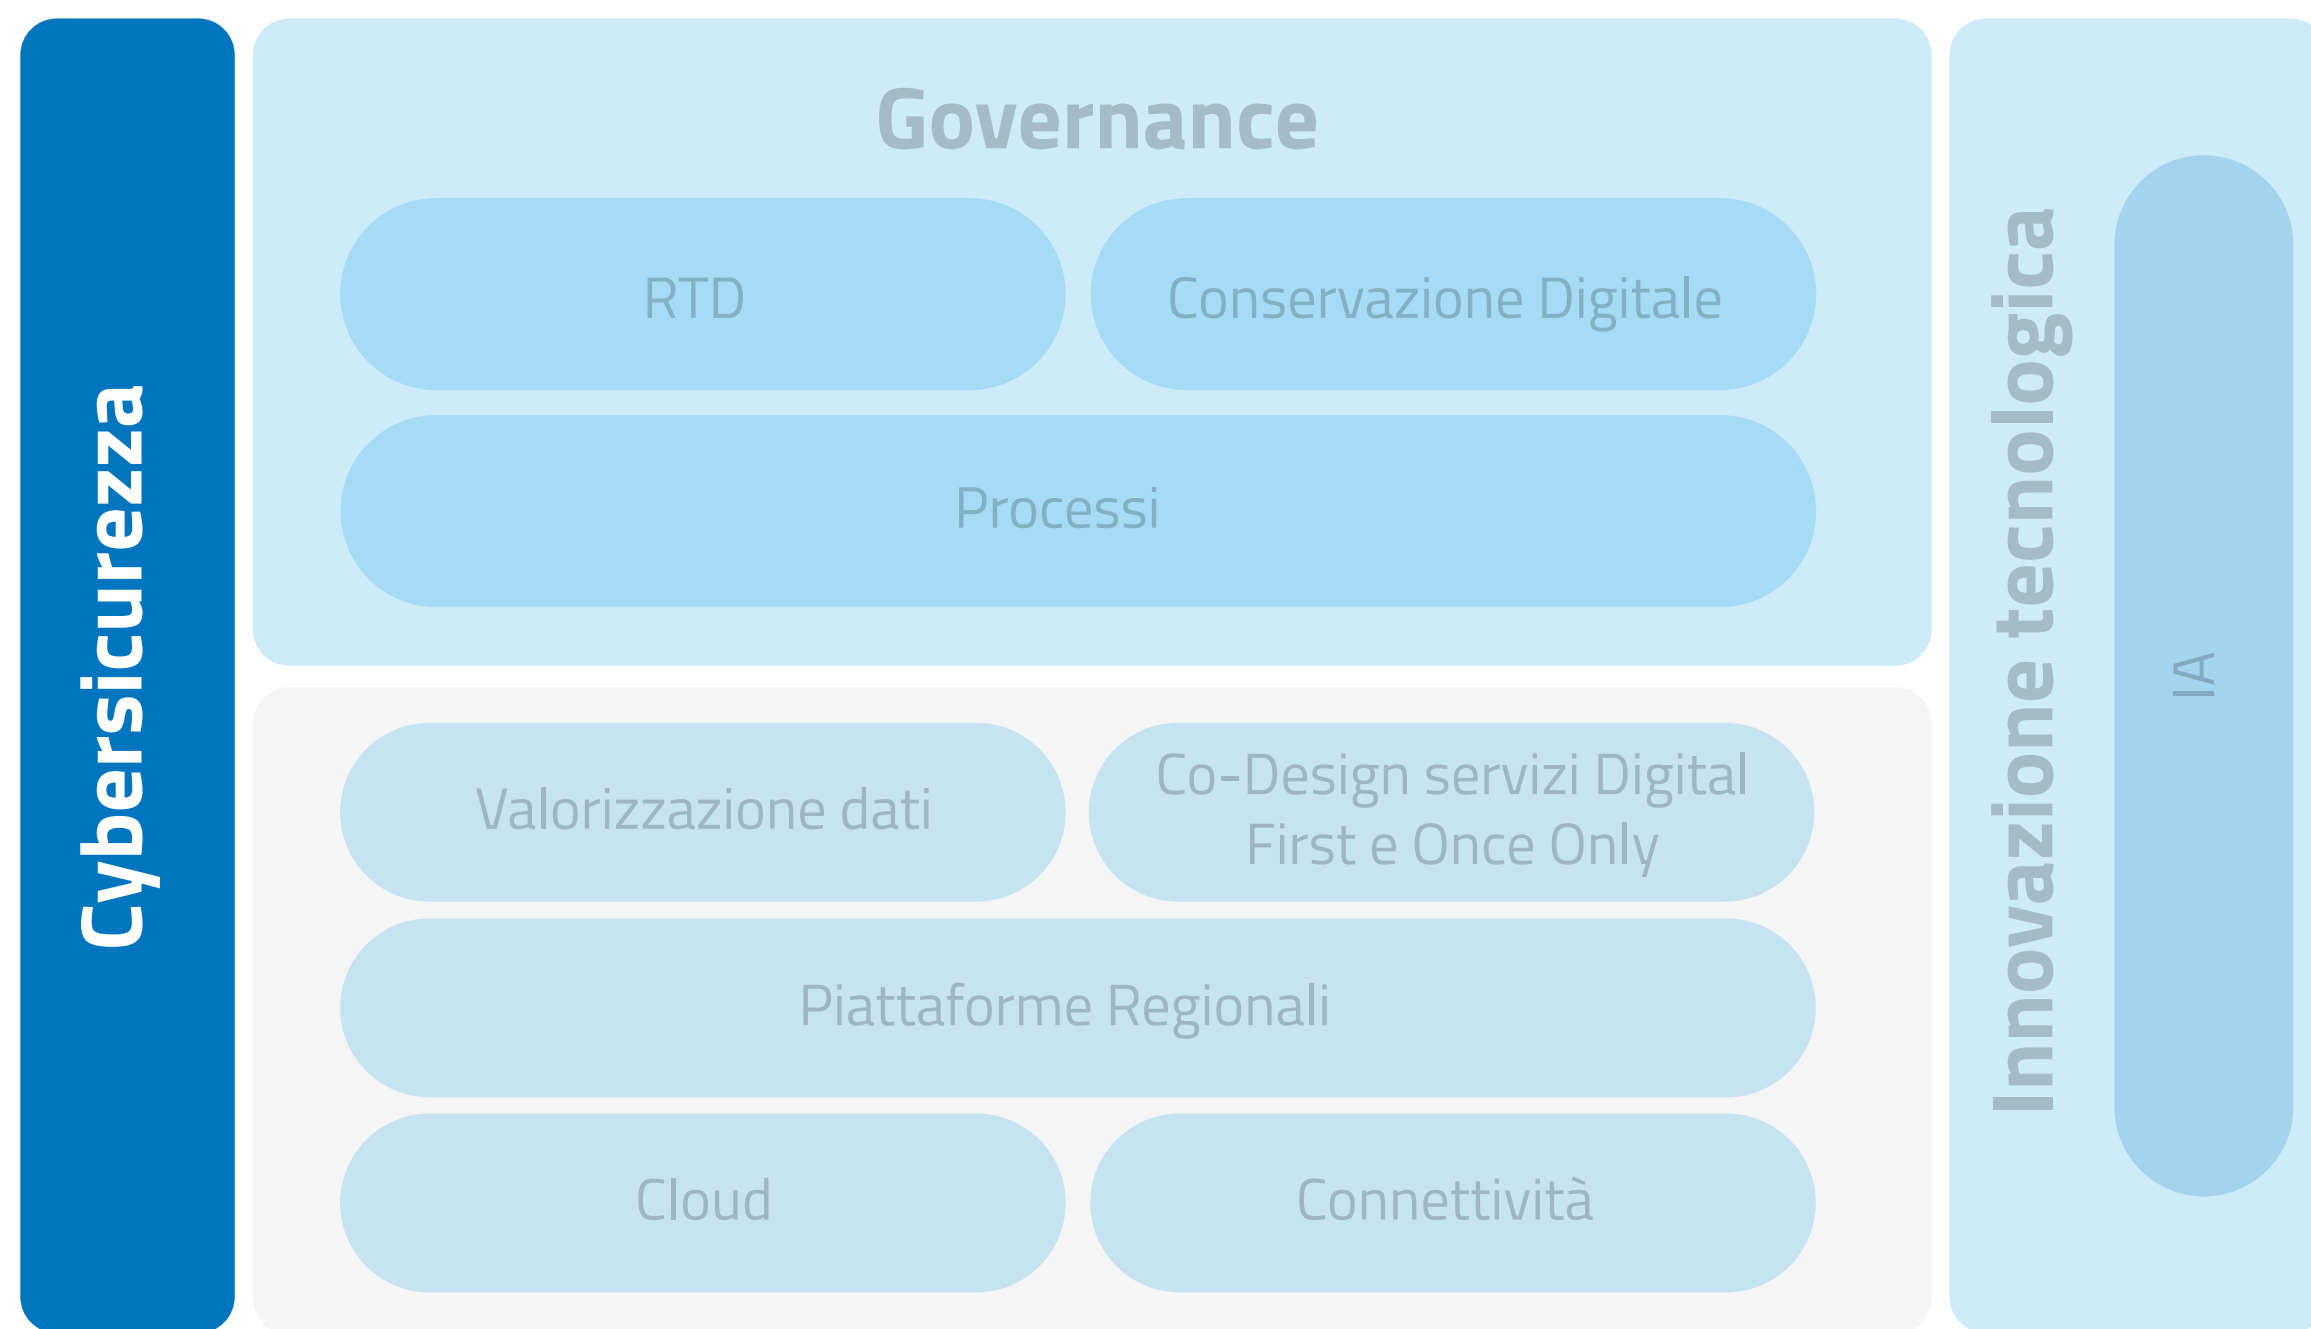 Cybersicurezza
Governance
RTD
Conservazione Digitale
Processi
Valorizzazione dati
Co-Design servizi Digital
First e Once Only
Piattaforme Regionali
Cloud
Connettività
Innovazione tecnologica
IA